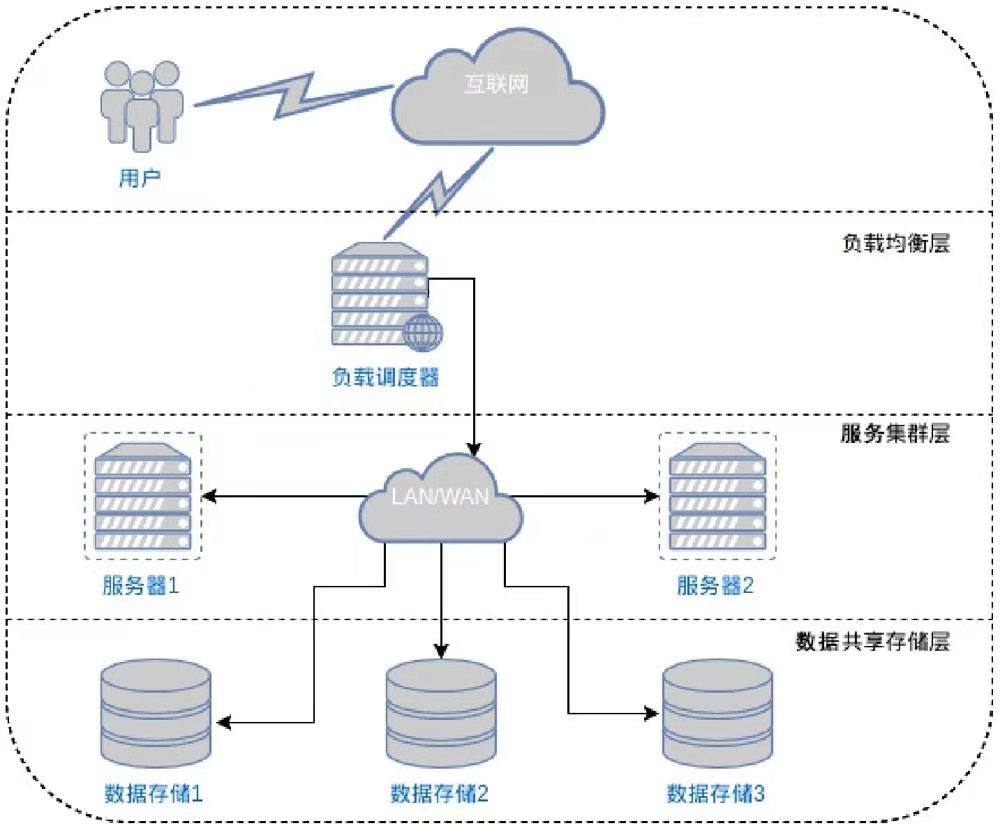 互联网
用户
负载均衡层
负载调度器
服务集群层
LAN/WAN
服务器1
服务器2
数据共享存储层
数据存储1
数据存储2
数据存储3